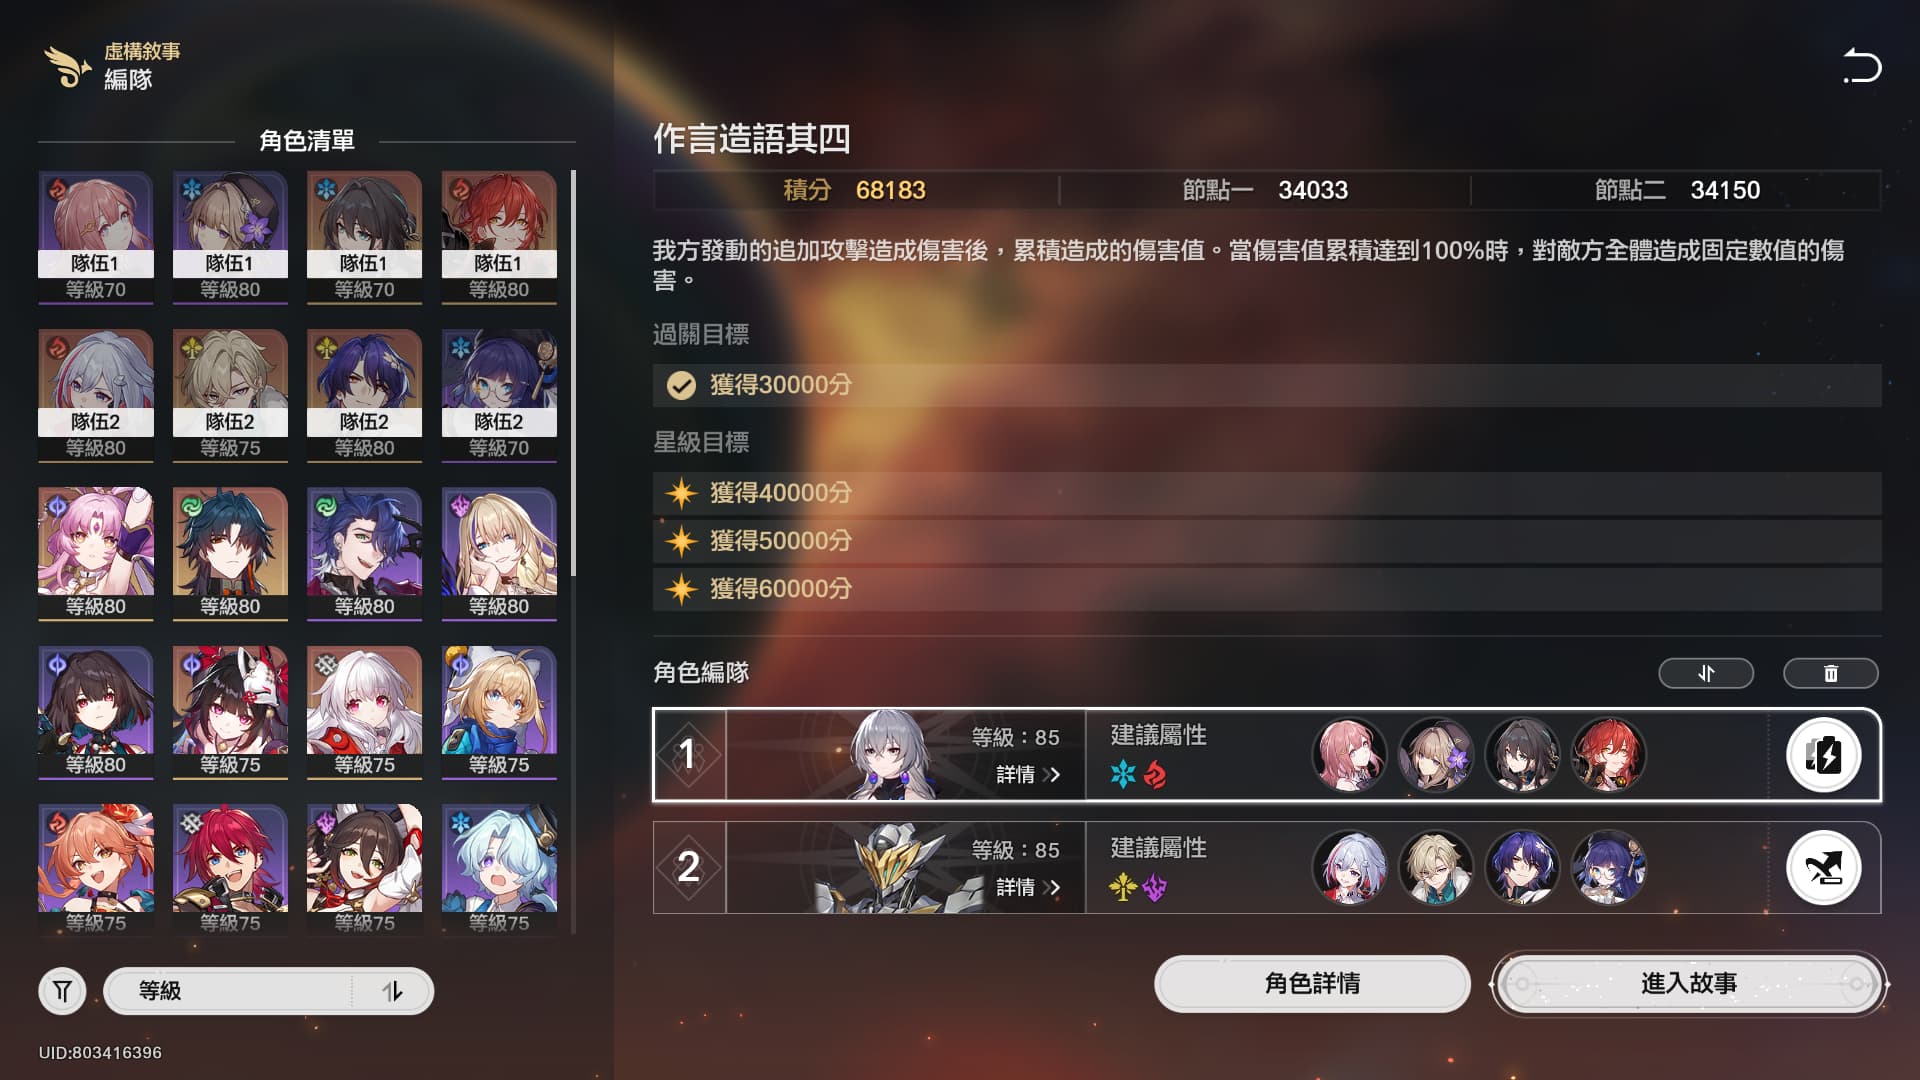 虛構敘事
編隊
角色清單
隊伍1
隊伍1
隊伍1
隊伍1
等級70
等級80
等級70
等級80
隊伍2
隊伍2
隊伍2
隊伍2
等級80
等級75
等級80
等級70
等級80
等級80
等級80
等級80
等級80
等級75
等級75
等級75
等級75
等級75
等級75
等級75
等級
UID:803416396
作言造語其四
積分 68183
節點一 34033
節點二 34150
我方發動的追加攻擊造成傷害後,累積造成的傷害值。當傷害值累積達到100%時,對敵方全體造成固定數值的傷
害。
過關目標
獲得30000分
星級目標
獲得40000分
獲得50000分
獲得60000分
角色編隊
1
等級:85
詳情
建議屬性
2
等級:85
詳情
建議屬性
角色詳情
進入故事